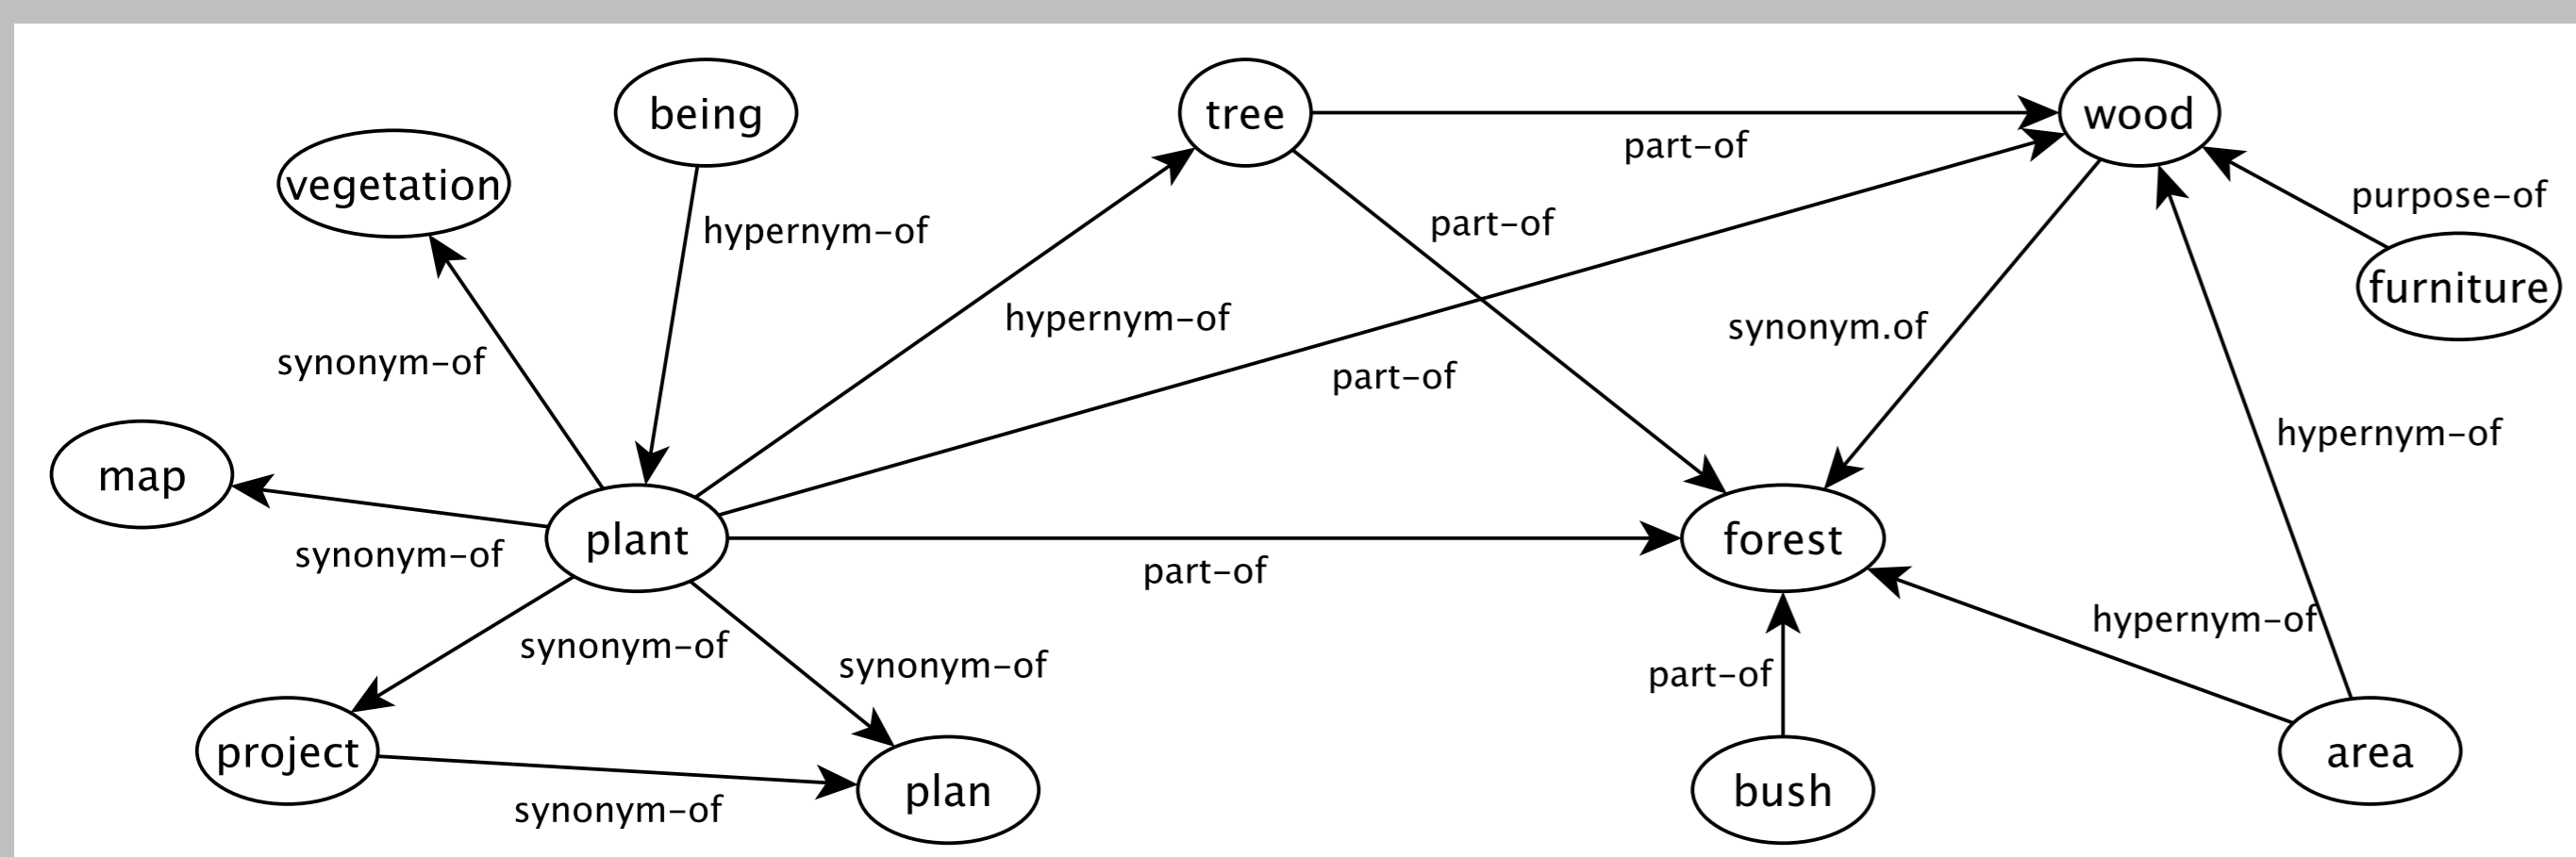 being
tree
wood
part-of
vegetation
purpose-of
part-of
hypernym-of
furniture
hypernym-of
synonym.of
synonym-of
part-of
hypernym-of
map
plant
forest
synonym-of
part-of
hypernym-of
synonym-of
synonym-of
part-of
project
area
plan
bush
synonym-of